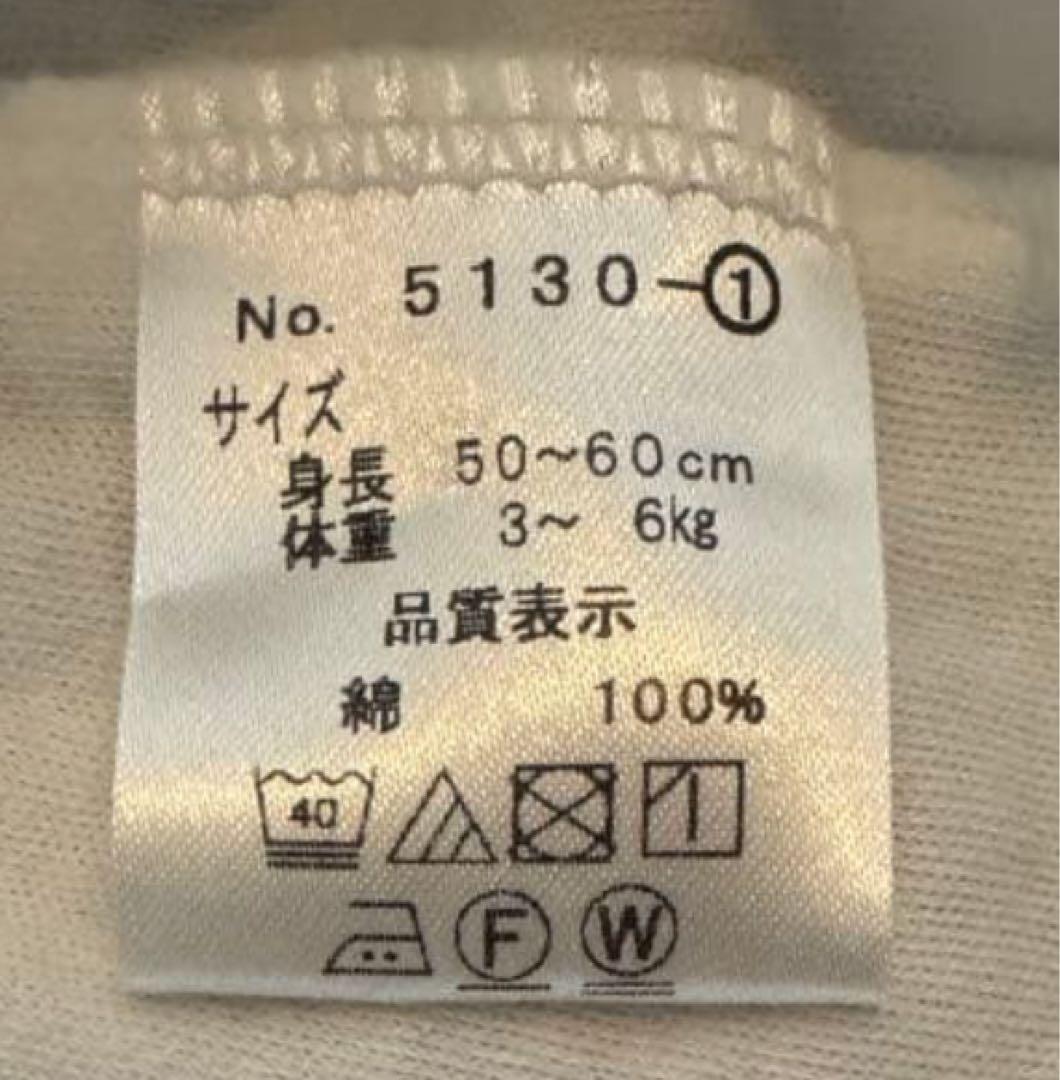 No. 5130-①
サイズ
身長 50~60cm
体重 3~ 6kg
品質表示
綿 100%
40
F W